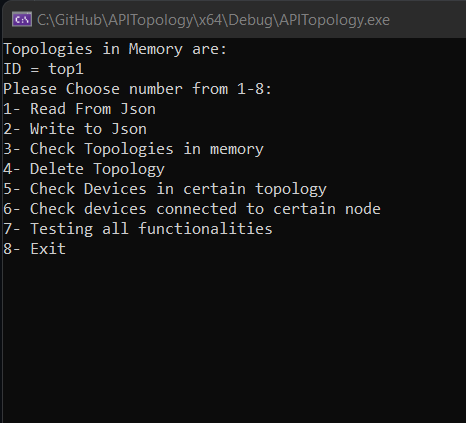 C:\GitHub\APITopology\x64\Debug\APITopology.exe
Topologies in Memory are:
ID = top1
Please Choose number from 1-8:
1- Read From Json
2- Write to Json
3- Check Topologies in memory
4- Delete Topology
5- Check Devices in certain topology
6- Check devices connected to certain node
7- Testing all functionalities
8- Exit